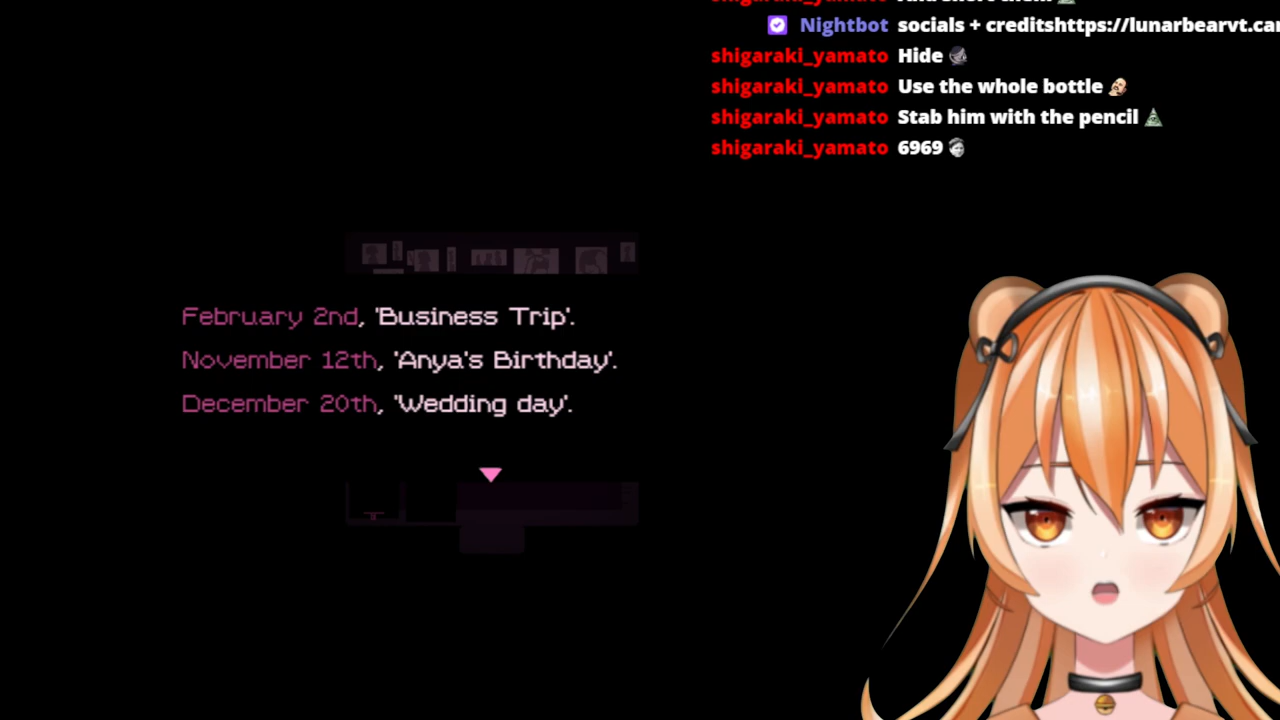 Nightbot socials + creditshttps://lunarbearvt.car
shigaraki_yamato Hide
shigaraki_yamato Use the whole bottle
shigaraki_yamato Stab him with the pencil
shigaraki_yamato 6969
February 2nd, 'Business Trip'.
November 12th, 'Anya's Birthday'.
December 20th, 'Wedding day'.